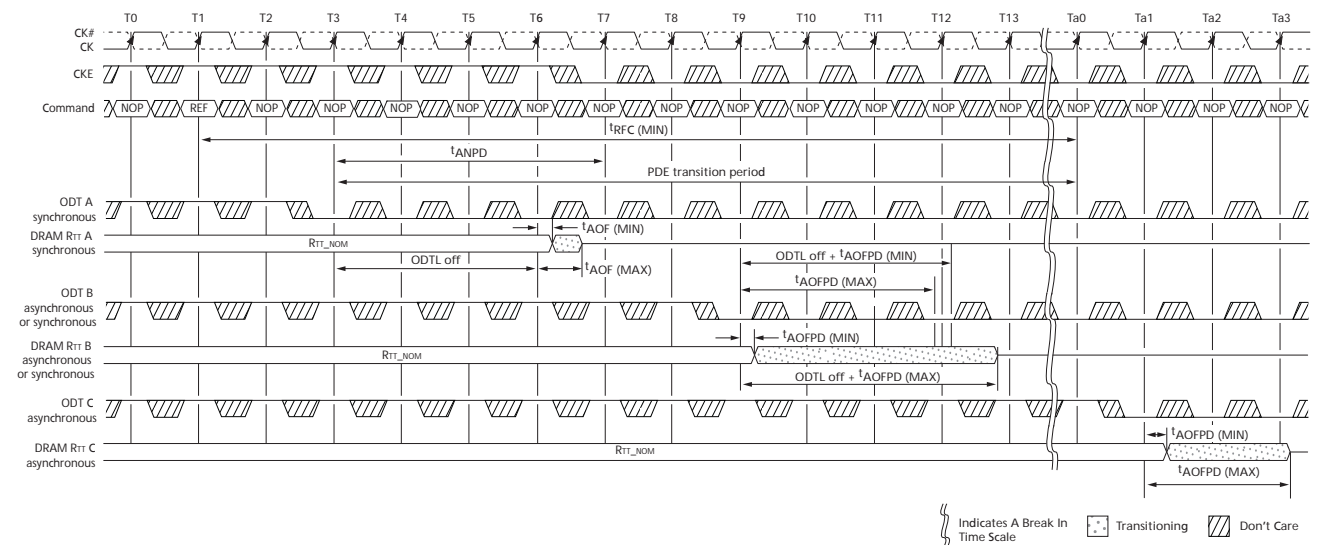 T0 T1 T2 T3 T4 T5 T6 T7 T8 T9 T10 T11 T12 T13 Ta0 Ta1 Ta2 Ta3
CK#
CK
CKE
Command
NOP REF NOP NOP NOP NOP NOP NOP NOP NOP NOP NOP NOP NOP NOP NOP NOP NOP
tRFC (MIN)
tANPD
PDE transition period
ODT A
synchronous
tAOF (MIN)
DRAM RTT A
synchronous
RTT_NOM
ODTL off
tAOF (MAX)
ODTL off + tAOFPD (MIN)
tAOFPD (MAX)
ODT B
asynchronous
or synchronous
tAOFPD (MIN)
DRAM RTT B
asynchronous
or synchronous
RTT_NOM
ODTL off + tAOFPD (MAX)
ODT C
asynchronous
tAOFPD (MIN)
DRAM RTT C
asynchronous
RTT_NOM
tAOFPD (MAX)
Indicates A Break In
Time Scale
Transitioning
Don't Care